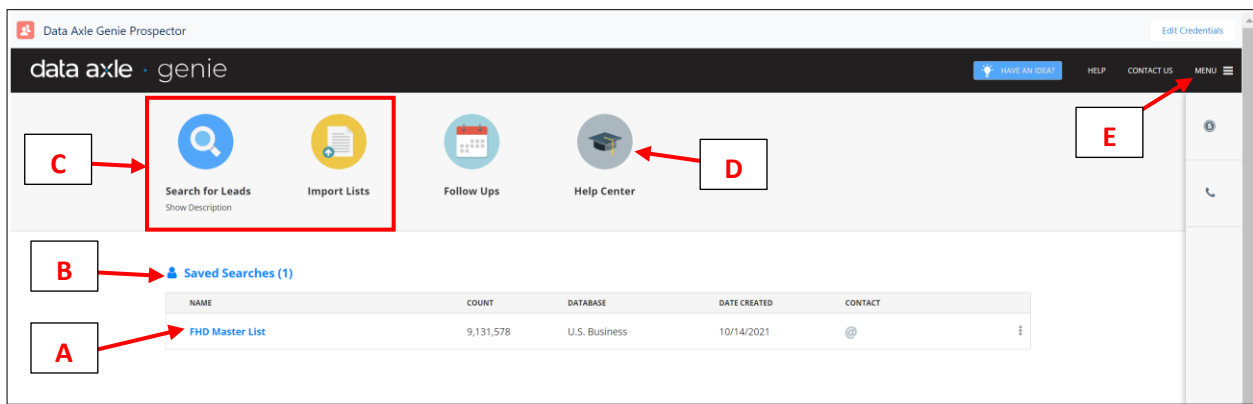 Data Axle Genie Prospector
Edit Credentials
data axle · genie
HAVE AN IDEA?
HELP
CONTACT US
MENU
E
C
D
Search for Leads
Import Lists
Follow Ups
Help Center
Show Description
B
Saved Searches (1)
NAME COUNT DATABASE DATE CREATED CONTACT
FHD Master List 9,131,578 U.S. Business 10/14/2021 @
A